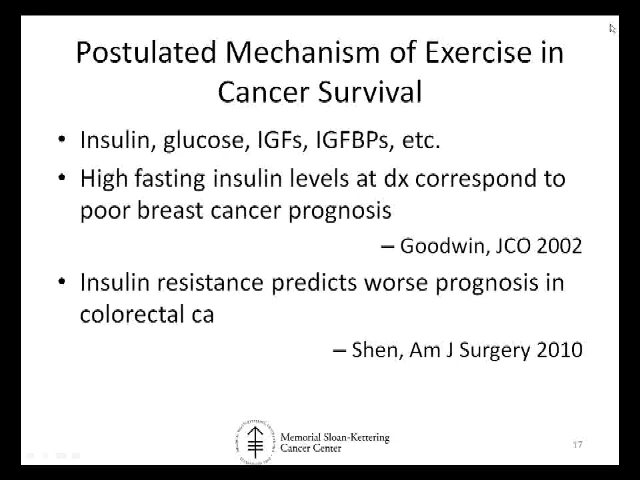 Postulated Mechanism of Exercise in
Cancer Survival
• Insulin, glucose, IGFs, IGFBPs, etc.
• High fasting insulin levels at dx correspond to
poor breast cancer prognosis
– Goodwin, JCO 2002
• Insulin resistance predicts worse prognosis in
colorectal ca
– Shen, Am J Surgery 2010
Memorial Sloan-Kettering
Cancer Center
17